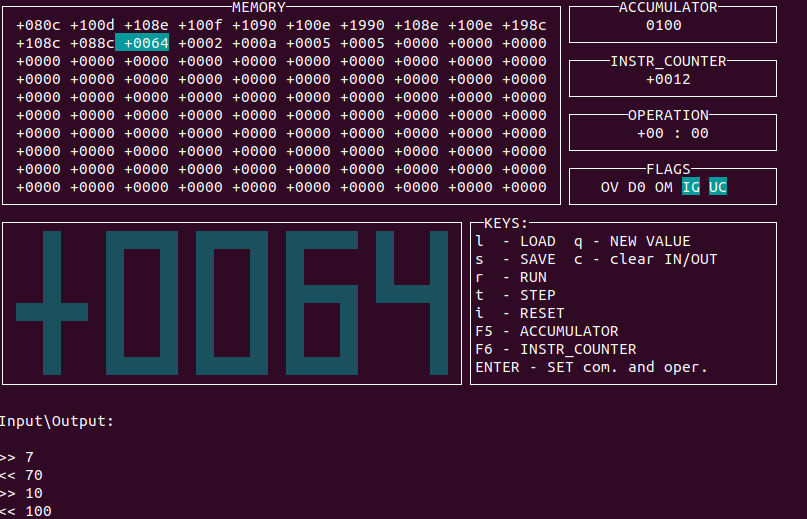 MEMORY
+080c +100d +108e +100f +1090 +100e +1990 +108e +100e +198c
+108c +088c +0064 +0002 +000a +0005 +0005 +0000 +0000 +0000
+0000 +0000 +0000 +0000 +0000 +0000 +0000 +0000 +0000 +0000
+0000 +0000 +0000 +0000 +0000 +0000 +0000 +0000 +0000 +0000
+0000 +0000 +0000 +0000 +0000 +0000 +0000 +0000 +0000 +0000
+0000 +0000 +0000 +0000 +0000 +0000 +0000 +0000 +0000 +0000
+0000 +0000 +0000 +0000 +0000 +0000 +0000 +0000 +0000 +0000
+0000 +0000 +0000 +0000 +0000 +0000 +0000 +0000 +0000 +0000
+0000 +0000 +0000 +0000 +0000 +0000 +0000 +0000 +0000 +0000
+0000 +0000 +0000 +0000 +0000 +0000 +0000 +0000 +0000 +0000
ACCUMULATOR
0100
INSTR_COUNTER
+0012
OPERATION
+00 : 00
FLAGS
OV D0 OM IG UC
+0064
KEYS:
l - LOAD q - NEW VALUE
s - SAVE c - clear IN/OUT
r - RUN
t - STEP
i - RESET
F5 - ACCUMULATOR
F6 - INSTR_COUNTER
ENTER - SET com. and oper.
Input\Output:
>> 7
<< 70
>> 10
<< 100